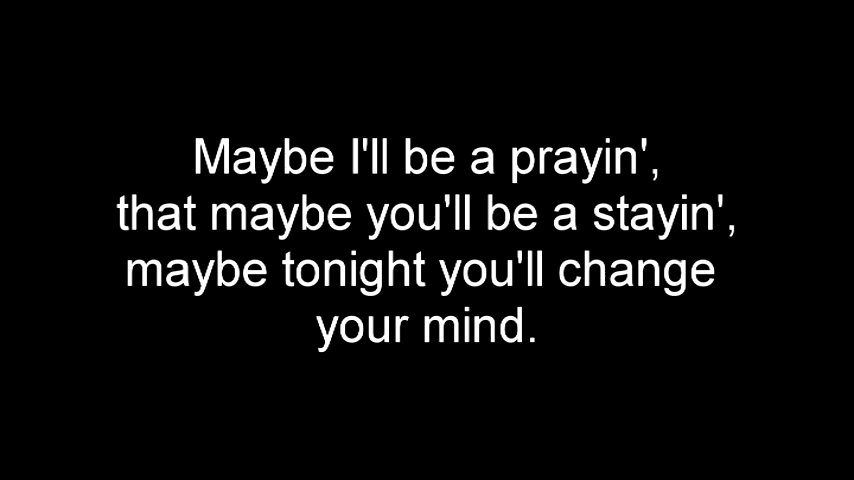 Maybe I'll be a prayin',
that maybe you'll be a stayin',
maybe tonight you'll change
your mind.